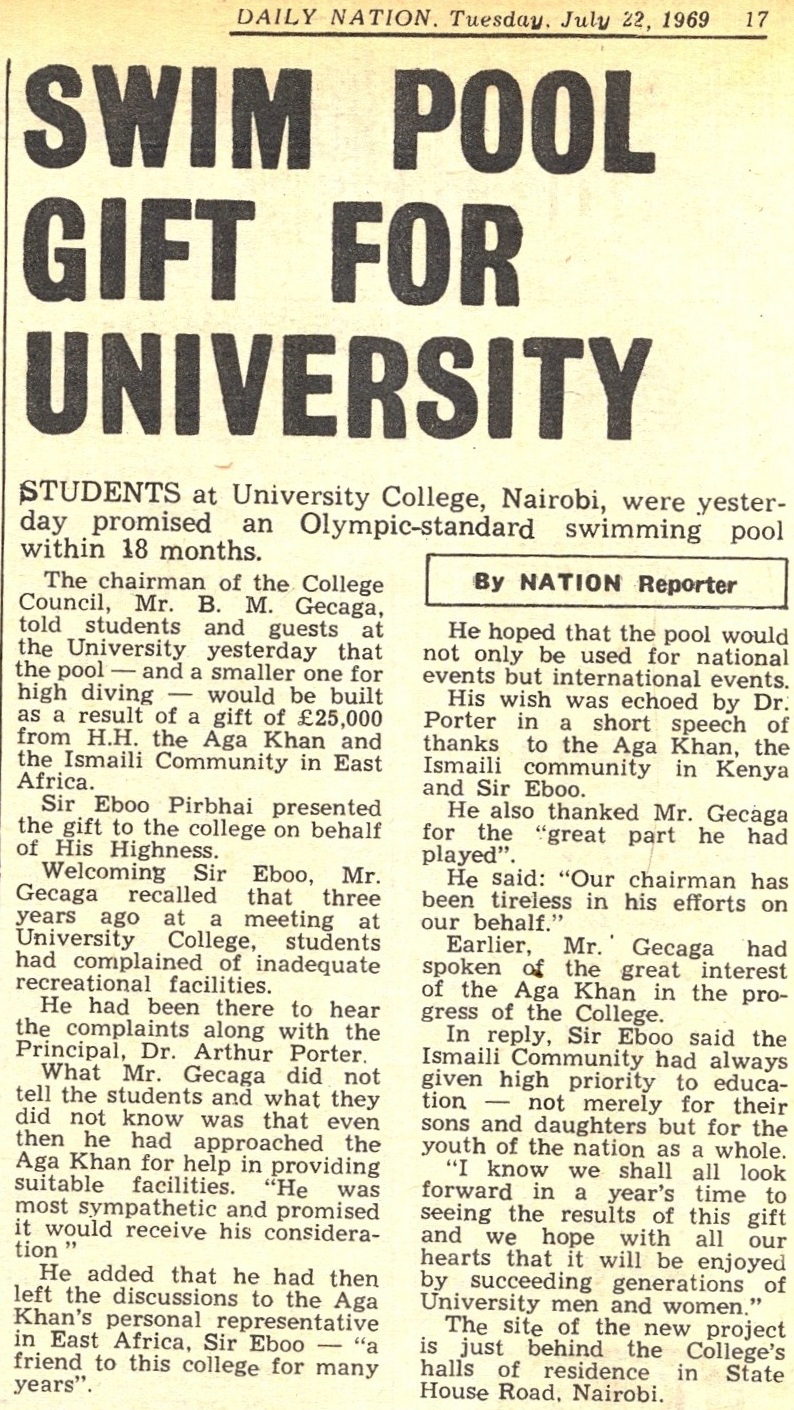 DAILY NATION. Tuesday, July 22, 1969 17
SWIM POOL
GIFT FOR
UNIVERSITY
STUDENTS at University College, Nairobi, were yester-
day promised an Olympic-standard swimming pool
within 18 months.
The chairman of the College
Council, Mr. B. M. Gecaga,
told students and guests at
the University yesterday that
the pool — and a smaller one for
high diving — would be built
as a result of a gift of £25,000
from H.H. the Aga Khan and
the Ismaili Community in East
Africa.
Sir Eboo Pirbhai presented
the gift to the college on behalf
of His Highness.
Welcoming Sir Eboo, Mr.
Gecaga recalled that three
years ago at a meeting at
University College, students
had complained of inadequate
recreational facilities.
He had been there to hear
the complaints along with the
Principal, Dr. Arthur Porter.
What Mr. Gecaga did not
tell the students and what they
did not know was that even
then he had approached the
Aga Khan for help in providing
suitable facilities. “He was
most sympathetic and promised
it would receive his considera-
tion ”
He added that he had then
left the discussions to the Aga
Khan’s personal representative
in East Africa, Sir Eboo — “a
friend to this college for many
years”.
By NATION Reporter
He hoped that the pool would
not only be used for national
events but international events.
His wish was echoed by Dr.
Porter in a short speech of
thanks to the Aga Khan, the
Ismaili community in Kenya
and Sir Eboo.
He also thanked Mr. Gecaga
for the “great part he had
played”.
He said: “Our chairman has
been tireless in his efforts on
our behalf.”
Earlier, Mr. Gecaga had
spoken of the great interest
of the Aga Khan in the pro-
gress of the College.
In reply, Sir Eboo said the
Ismaili Community had always
given high priority to educa-
tion — not merely for their
sons and daughters but for the
youth of the nation as a whole.
“I know we shall all look
forward in a year’s time to
seeing the results of this gift
and we hope with all our
hearts that it will be enjoyed
by succeeding generations of
University men and women.”
The site of the new project
is just behind the College’s
halls of residence in State
House Road, Nairobi.